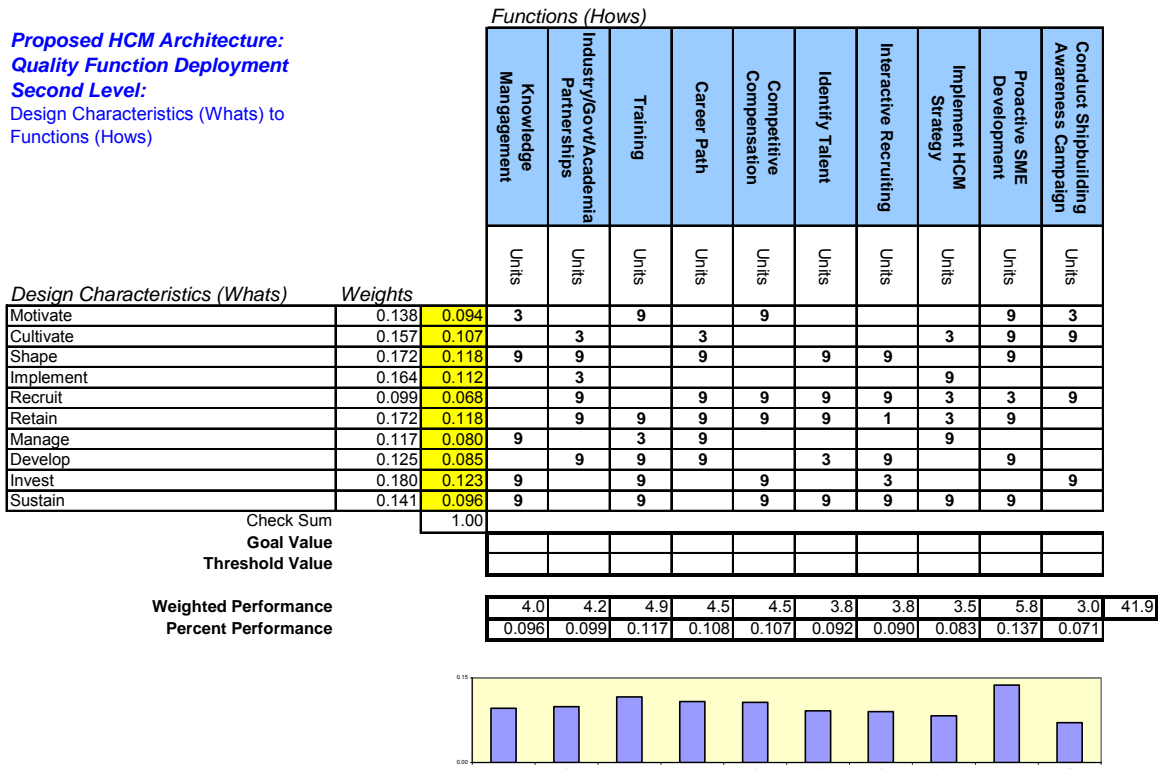 Functions (Hows)
Proposed HCM Architecture:
Quality Function Deployment
Second Level:
Design Characteristics (Whats) to
Functions (Hows)
Knowledge
Mangagement
Industry/Govt/Academia
Partnerships
Training
Career Path
Competitive
Compensation
Identify Talent
Interactive Recruiting
Implement HCM
Strategy
Proactive SME
Development
Conduct Shipbuilding
Awareness Campaign
Units Units Units Units Units Units Units Units Units Units
Design Characteristics (Whats) Weights
Motivate 0.138 0.094 3 9 9 9 3
Cultivate 0.157 0.107 3 3 3 9 9
Shape 0.172 0.118 9 9 9 9 9 9
Implement 0.164 0.112 3 9
Recruit 0.099 0.068 9 9 9 9 9 3 3 9
Retain 0.172 0.118 9 9 9 9 9 1 3 9
Manage 0.117 0.080 9 3 9 9
Develop 0.125 0.085 9 9 9 3 9 9
Invest 0.180 0.123 9 9 9 3 9
Sustain 0.141 0.096 9 9 9 9 9 9 9
Check Sum 1.00
Goal Value
Threshold Value
Weighted Performance 4.0 4.2 4.9 4.5 4.5 3.8 3.8 3.5 5.8 3.0 41.9
Percent Performance 0.096 0.099 0.117 0.108 0.107 0.092 0.090 0.083 0.137 0.071
0.15
0.00